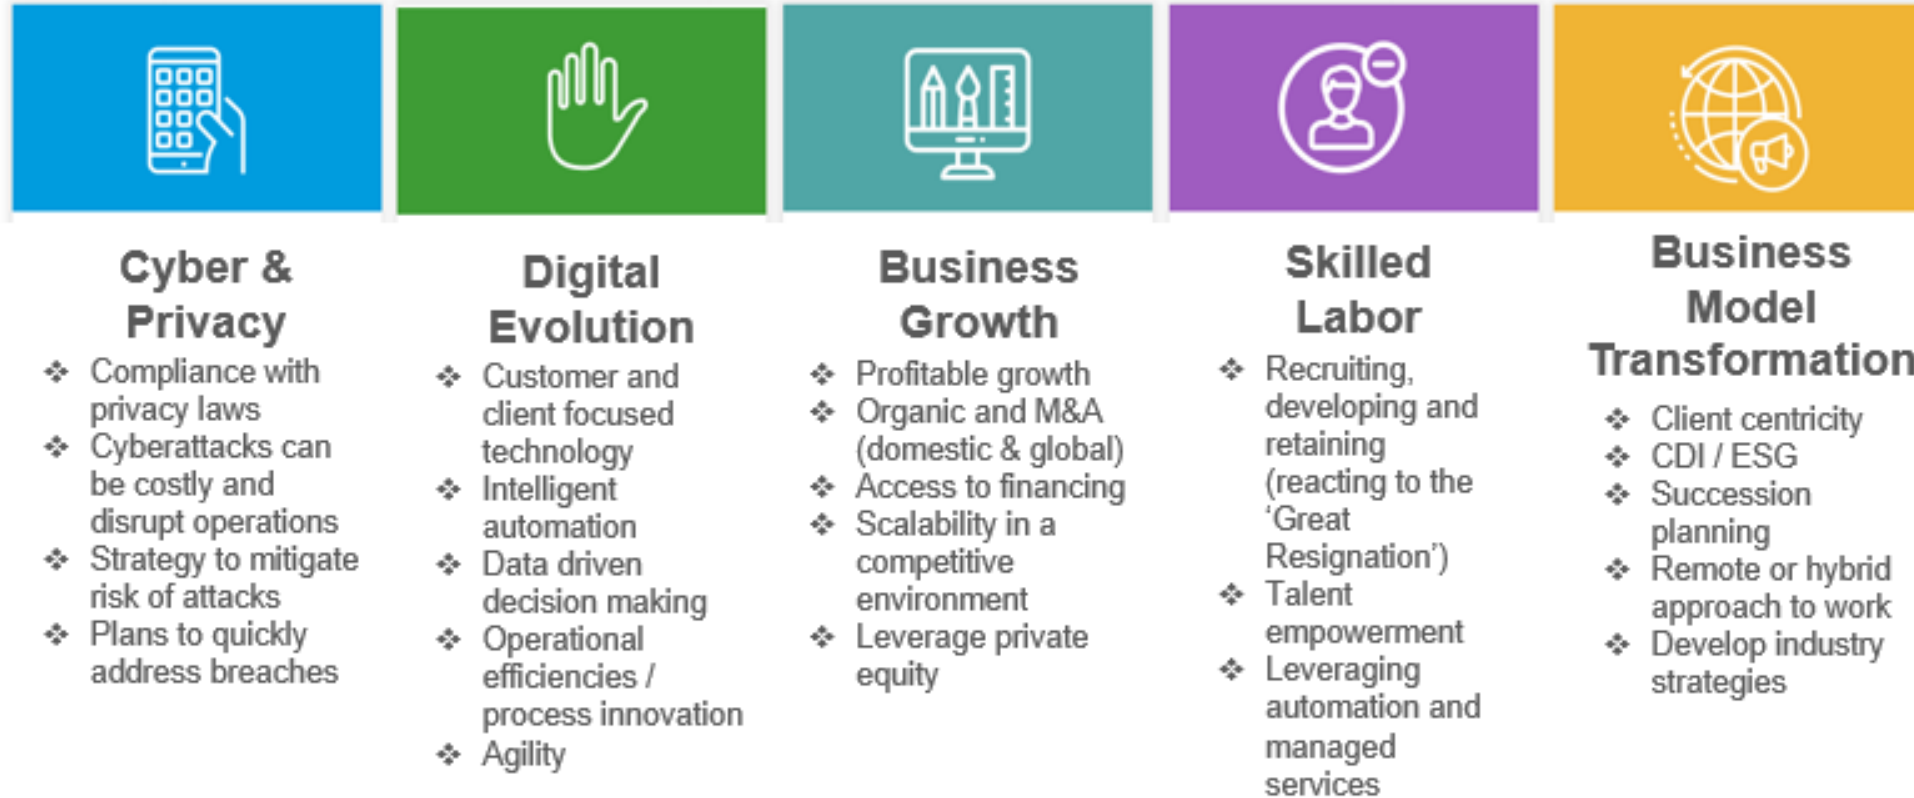 Cyber &
Privacy
❖ Compliance with
privacy laws
❖ Cyberattacks can
be costly and
disrupt operations
❖ Strategy to mitigate
risk of attacks
❖ Plans to quickly
address breaches
Digital
Evolution
❖ Customer and
client focused
technology
❖ Intelligent
automation
❖ Data driven
decision making
❖ Operational
efficiencies /
process innovation
❖ Agility
Business
Growth
❖ Profitable growth
❖ Organic and M&A
(domestic & global)
❖ Access to financing
❖ Scalability in a
competitive
environment
❖ Leverage private
equity
Skilled
Labor
❖ Recruiting,
developing and
retaining
(reacting to the
‘Great
Resignation’)
❖ Talent
empowerment
❖ Leveraging
automation and
managed
services
Business
Model
Transformation
❖ Client centricity
❖ CDI / ESG
❖ Succession
planning
❖ Remote or hybrid
approach to work
❖ Develop industry
strategies